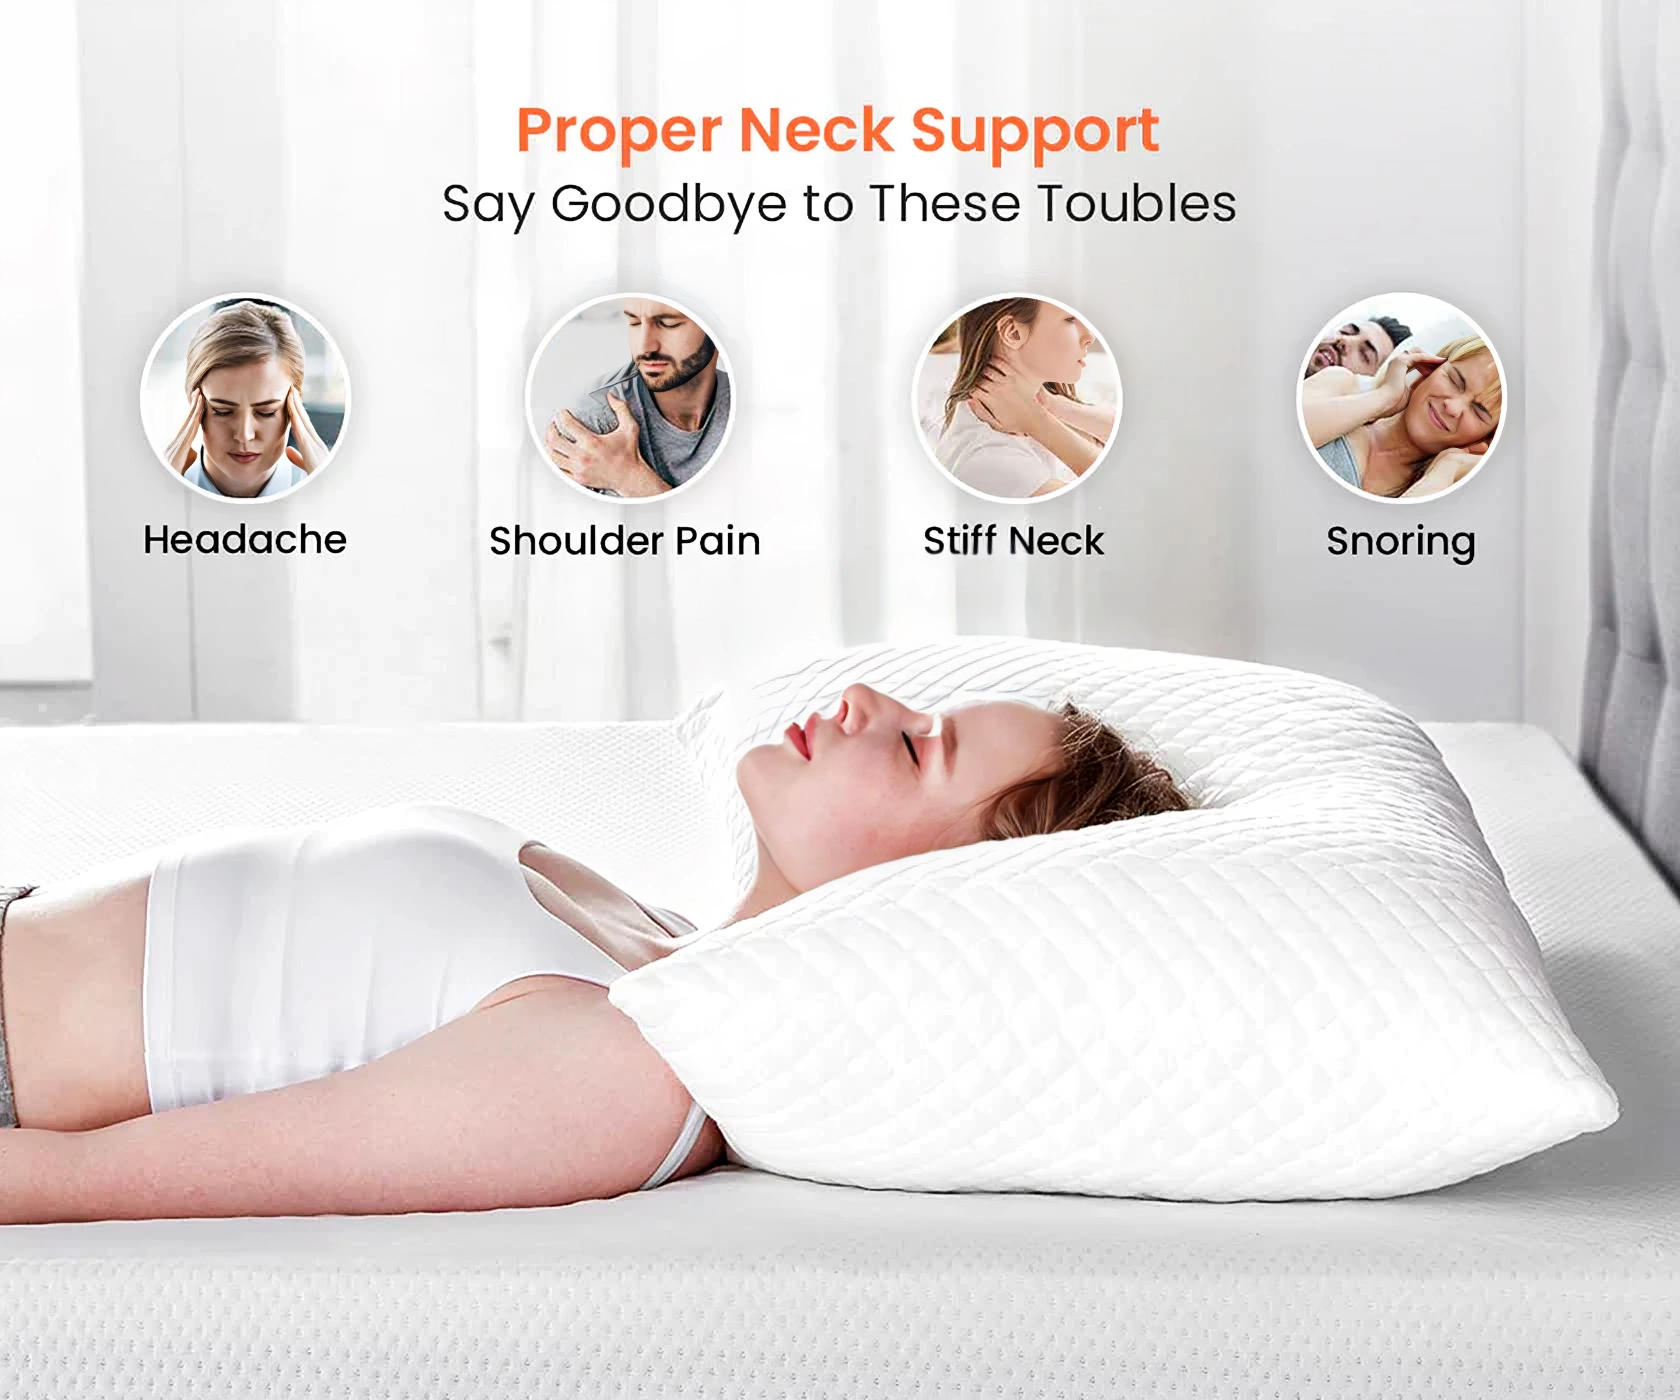 Proper Neck Support
Say Goodbye to These Toubles
Headache
Shoulder Pain
Stiff Neck
Snoring